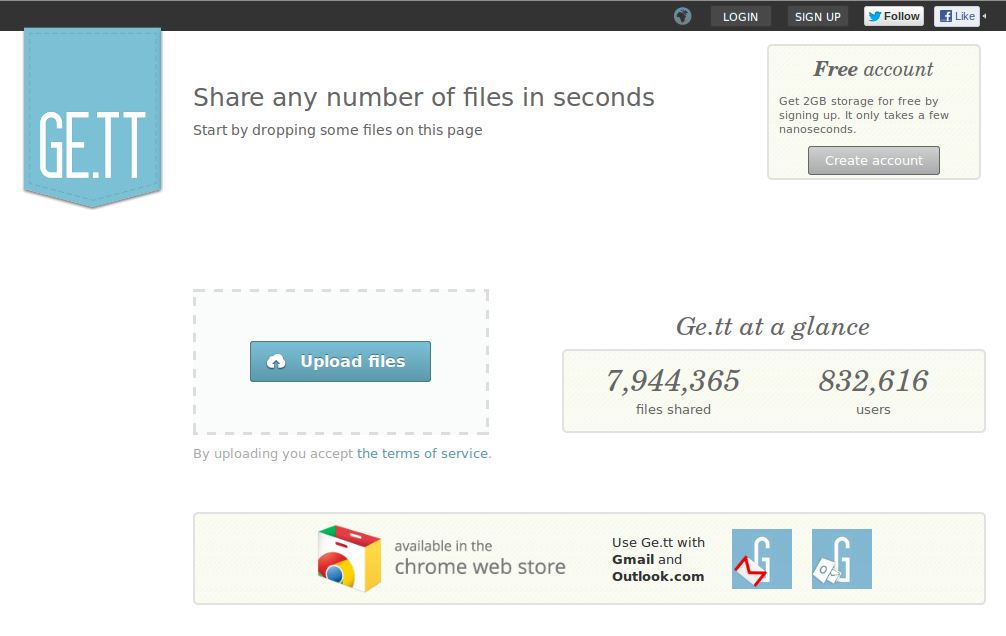 LOGIN
SIGN UP
Follow
Like
GE.TT
Share any number of files in seconds
Start by dropping some files on this page
Free account
Get 2GB storage for free by
signing up. It only takes a few
nanoseconds.
Create account
Upload files
By uploading you accept the terms of service.
Ge.tt at a glance
7,944,365
files shared
832,616
users
available in the
chrome web store
Use Ge.tt with
Gmail and
Outlook.com
G
G